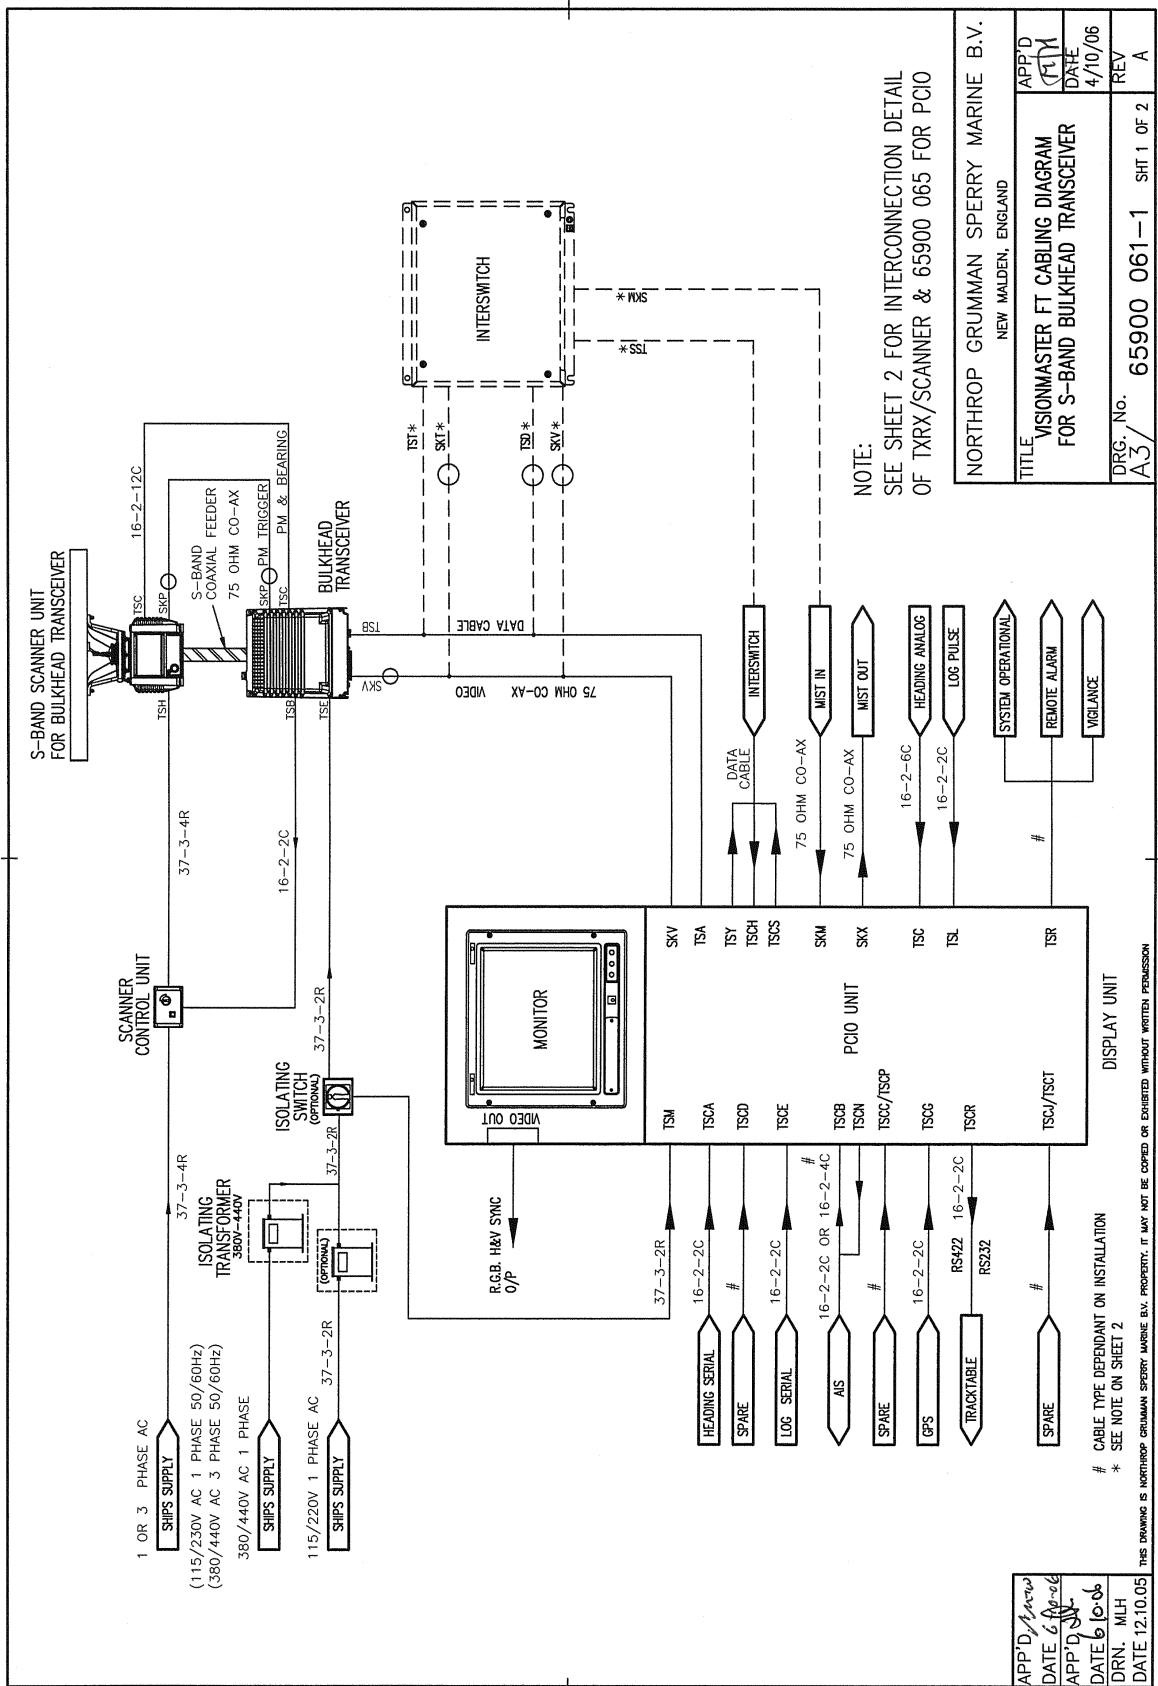 S-BAND SCANNER UNIT
FOR BULKHEAD TRANSCEIVER
1 OR 3 PHASE AC
SHIPS SUPPLY
(115/230V AC 1 PHASE 50/60Hz)
(380/440V AC 3 PHASE 50/60Hz)
380/440V AC 1 PHASE
SHIPS SUPPLY
115/220V 1 PHASE AC
SHIPS SUPPLY
37-3-4R
37-3-2R
ISOLATING
TRANSFORMER
380V-440V
(OPTIONAL)
37-3-2R
ISOLATING
SWITCH
(OPTIONAL)
37-3-2R
SCANNER
CONTROL UNIT
37-3-4R
16-2-2C
TSH
TSB
TSE
TSC
SKP
16-2-12C
S-BAND
COAXIAL FEEDER
75 OHM CO-AX
SKP
PM TRIGGER
TSC
PM & BEARING
BULKHEAD
TRANSCEIVER
SKV
TSB
VIDEO
DATA CABLE
75 OHM CO-AX
TST*
SKT*
TSD*
SKV*
INTERSWITCH
TSS*
SKM*
MONITOR
VIDEO OUT
R.G.B. H&V SYNC
O/P
PCIO UNIT
DISPLAY UNIT
TSM
TSCA
TSCD
TSCE
TSCB
TSCN
TSCC/TSCP
TSCG
TSCR
TSCJ/TSCT
SKV
TSA
TSY
TSCH
TSCS
SKM
SKX
TSC
TSL
TSR
37-3-2R
HEADING SERIAL
16-2-2C
SPARE
#
LOG SERIAL
16-2-2C
AIS
16-2-2C OR 16-2-4C
#
SPARE
#
GPS
16-2-2C
TRACKTABLE
RS422
RS232
16-2-2C
SPARE
#
DATA
CABLE
INTERSWITCH
75 OHM CO-AX
MIST IN
75 OHM CO-AX
MIST OUT
16-2-6C
HEADING ANALOG
16-2-2C
LOG PULSE
#
SYSTEM OPERATIONAL
REMOTE ALARM
VIGILANCE
# CABLE TYPE DEPENDANT ON INSTALLATION
* SEE NOTE ON SHEET 2
NOTE:
SEE SHEET 2 FOR INTERCONNECTION DETAIL
OF TXRX/SCANNER & 65900 065 FOR PCIO
NORTHROP GRUMMAN SPERRY MARINE B.V.
NEW MALDEN, ENGLAND
TITLE
VISIONMASTER FT CABLING DIAGRAM
FOR S-BAND BULKHEAD TRANSCEIVER
APP'D
DATE
4/10/06
DRG. No.
A3/ 65900 061-1
SHT 1 OF 2
REV
A
APP'D
DATE
APP'D
DATE 6.10.06
DRN. MLH
DATE 12.10.05
THIS DRAWING IS NORTHROP GRUMMAN SPERRY MARINE B.V. PROPERTY. IT MAY NOT BE COPIED OR EXHIBITED WITHOUT WRITTEN PERMISSION